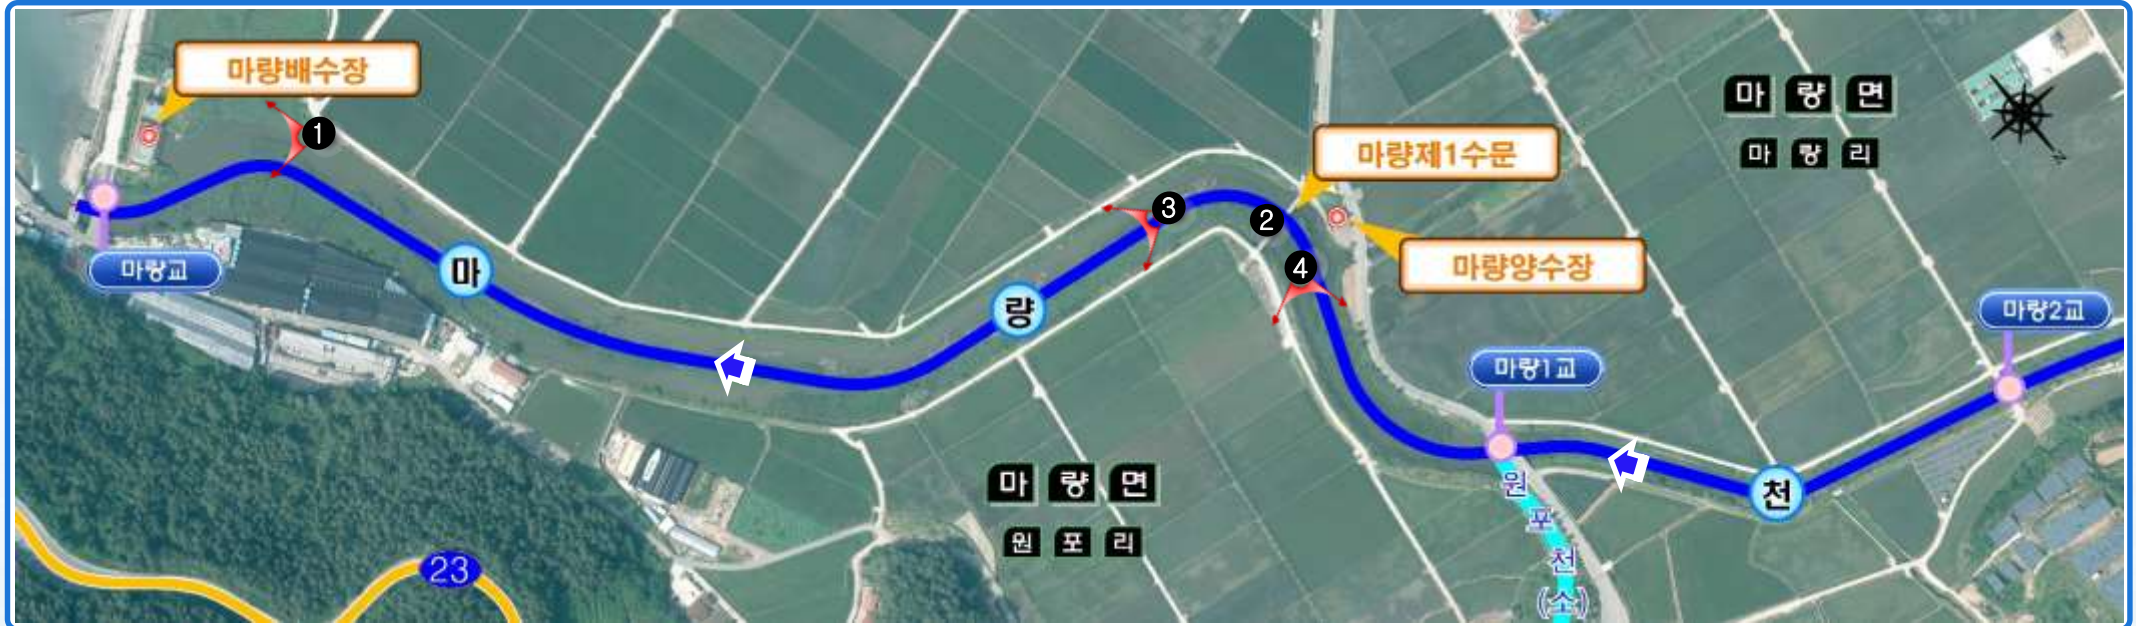 마량배수장
1
마량면
마량리
마량제1수문
3
2
마량양수장
4
마량교
마
량
마량2교
마량1교
천
원포천(소)
마량면
원포리
23
N